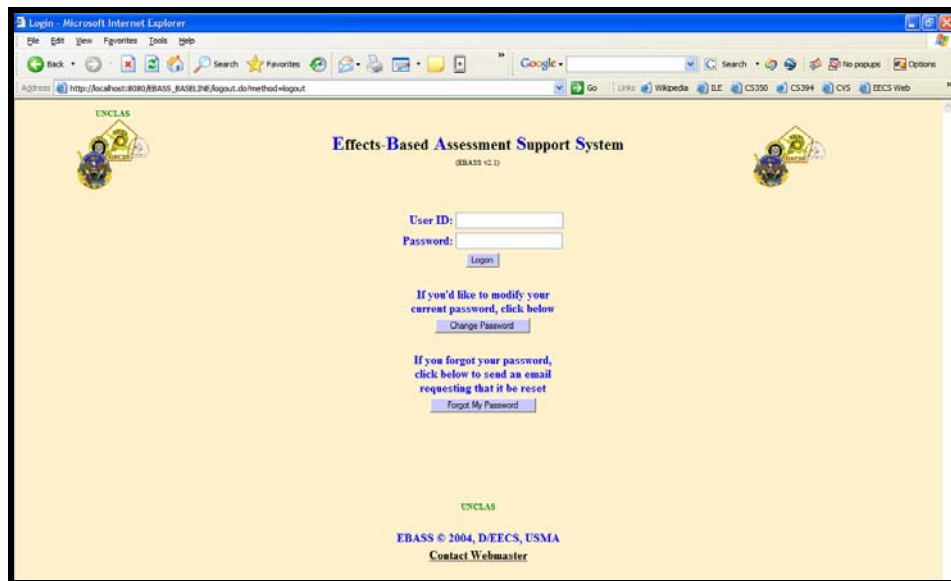 Login - Microsoft Internet Explorer
File Edit View Favorites Tools Help
Back Search Favorites » Google Search No popups Options
Address http://localhost:8080/EBASS_BASELINE/logout.do?method=logout Go Links Wikipedia ILE CS350 CS394 CVS EECS Web »
UNCLAS
Effects-Based Assessment Support System
(EBASS v2.1)
User ID:
Password:
Logon
If you'd like to modify your
current password, click below
Change Password
If you forgot your password,
click below to send an email
requesting that it be reset
Forgot My Password
UNCLAS
EBASS © 2004, D/EECS, USMA
Contact Webmaster